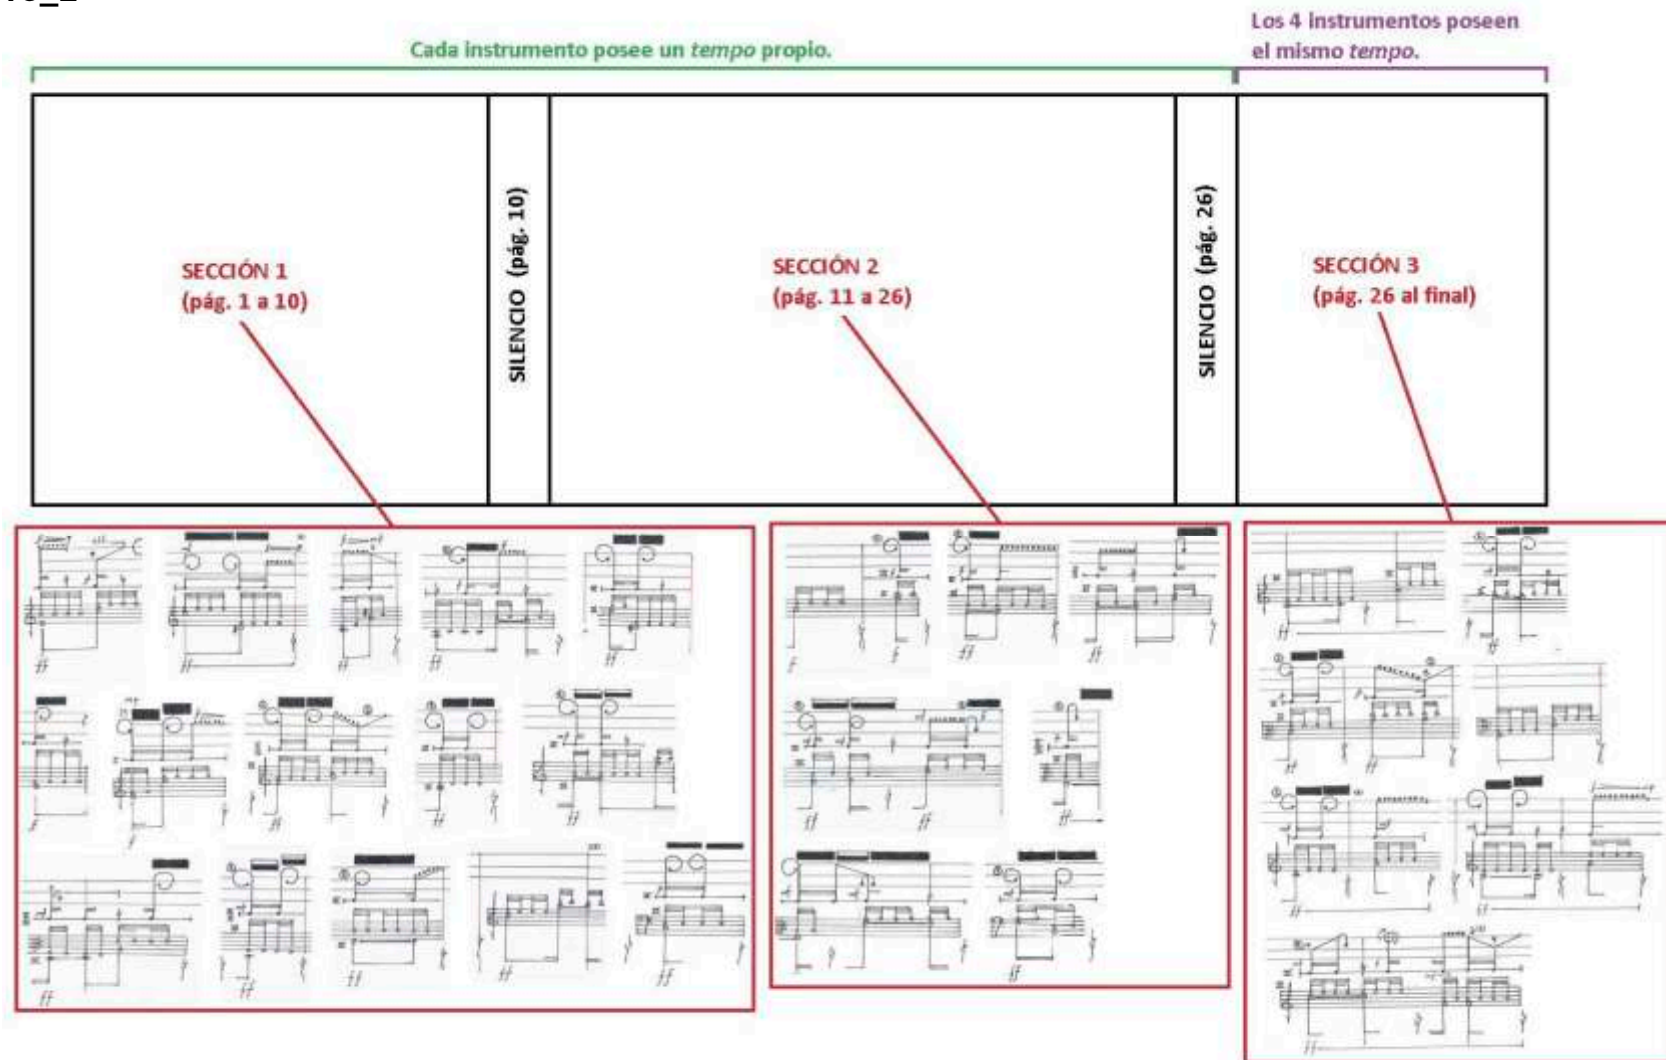 Cada instrumento posee un tempo propio.
Los 4 instrumentos poseen
el mismo tempo.
SECCIÓN 1
(pág. 1 a 10)
SILENCIO (pág. 10)
SECCIÓN 2
(pág. 11 a 26)
SILENCIO (pág. 26)
SECCIÓN 3
(pág. 26 al final)